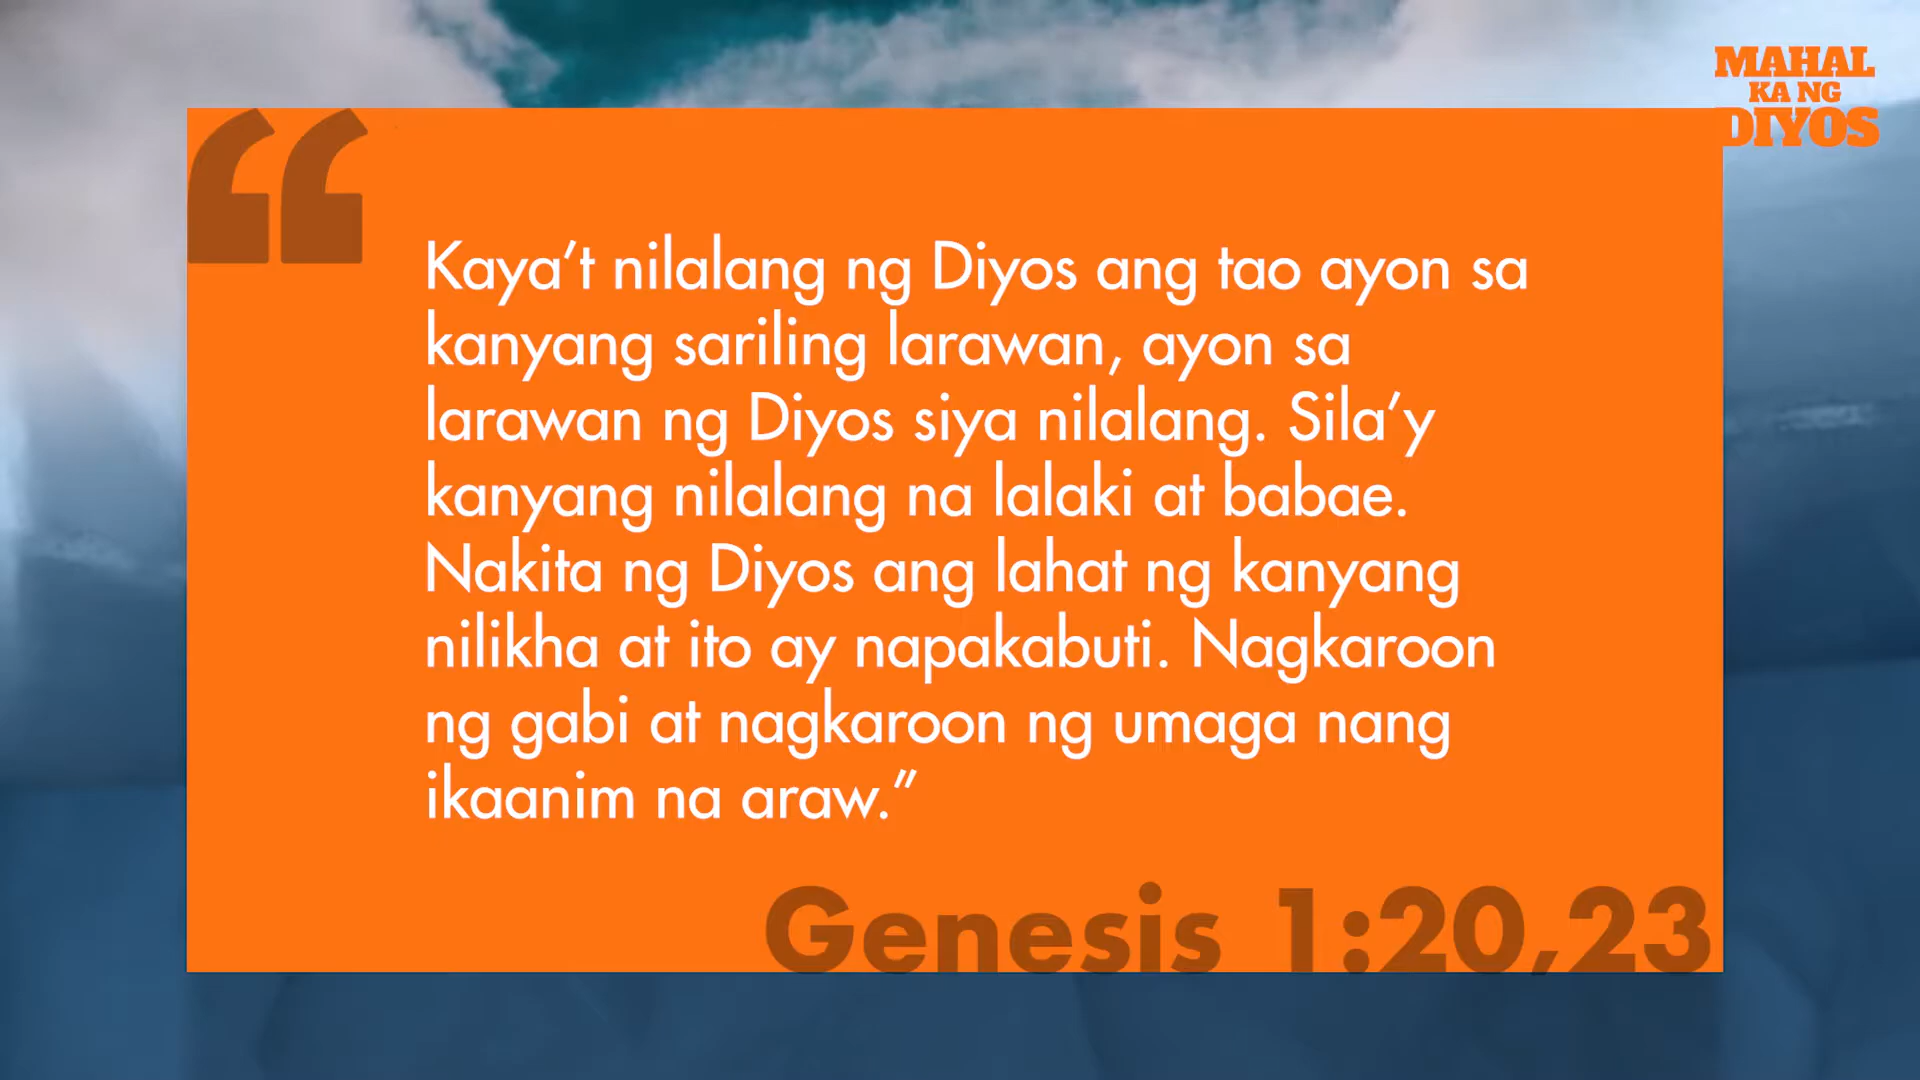 MAHAL
KA NG
DIYOS
“
Kaya’t nilalang ng Diyos ang tao ayon sa
kanyang sariling larawan, ayon sa
larawan ng Diyos siya nilalang. Sila’y
kanyang nilalang na lalaki at babae.
Nakita ng Diyos ang lahat ng kanyang
nilikha at ito ay napakabuti. Nagkaroon
ng gabi at nagkaroon ng umaga nang
ikaanim na araw.”
Genesis 1:20,23